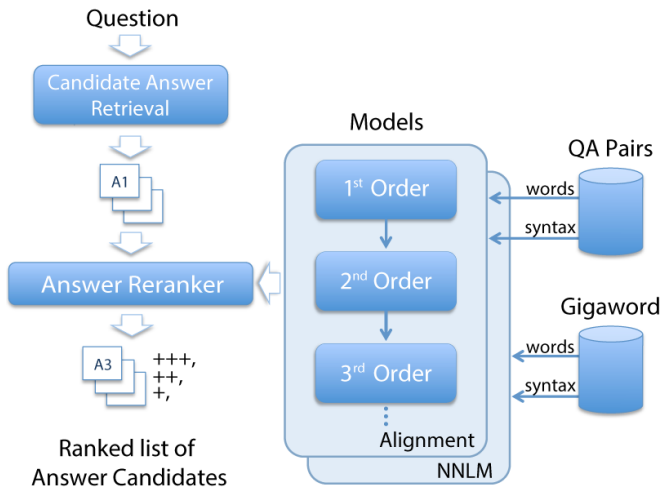 Question
Candidate Answer
Retrieval
A1
Answer Reranker
A3
+++,
++,
+,
Ranked list of
Answer Candidates
Models
1st Order
2nd Order
3rd Order
Alignment
NNLM
QA Pairs
words
syntax
Gigaword
words
syntax